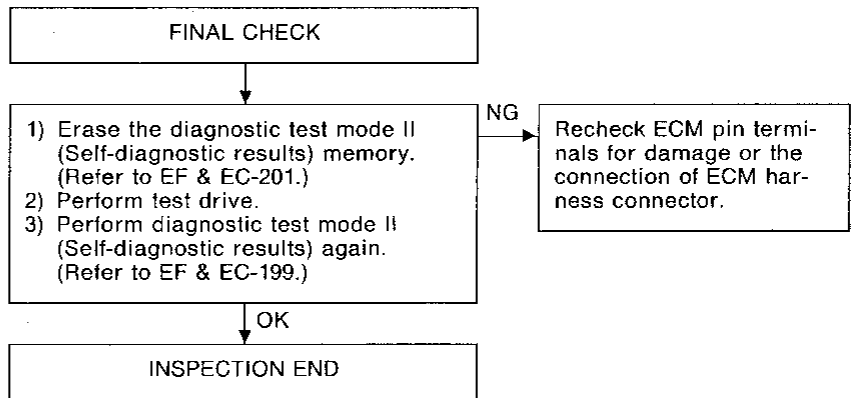 FINAL CHECK
1) Erase the diagnostic test mode II
(Self-diagnostic results) memory.
(Refer to EF & EC-201.)
2) Perform test drive.
3) Perform diagnostic test mode II
(Self-diagnostic results) again.
(Refer to EF & EC-199.)
NG
Recheck ECM pin termi-
nals for damage or the
connection of ECM har-
ness connector.
OK
INSPECTION END